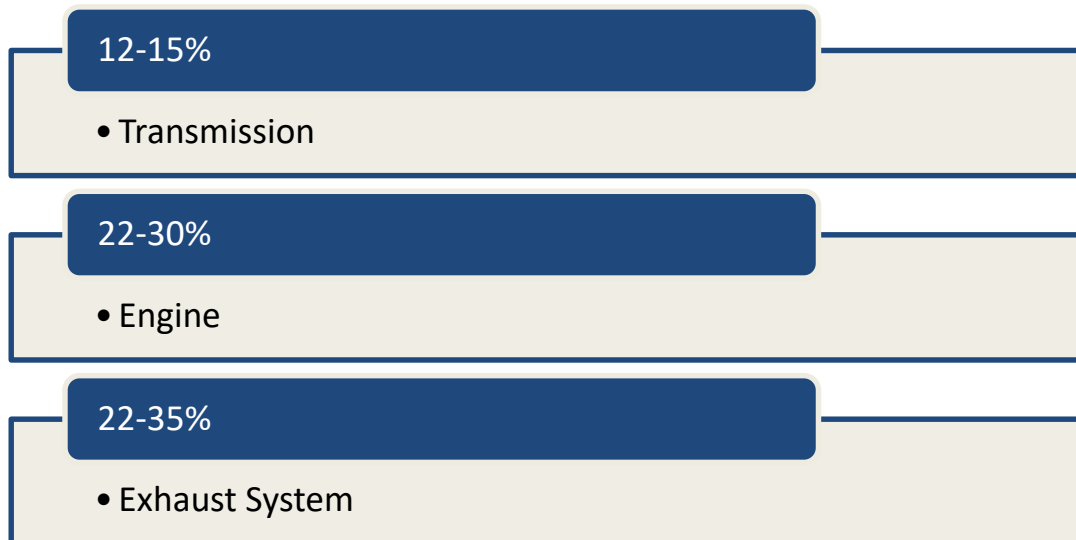 12-15%
• Transmission
22-30%
• Engine
22-35%
• Exhaust System